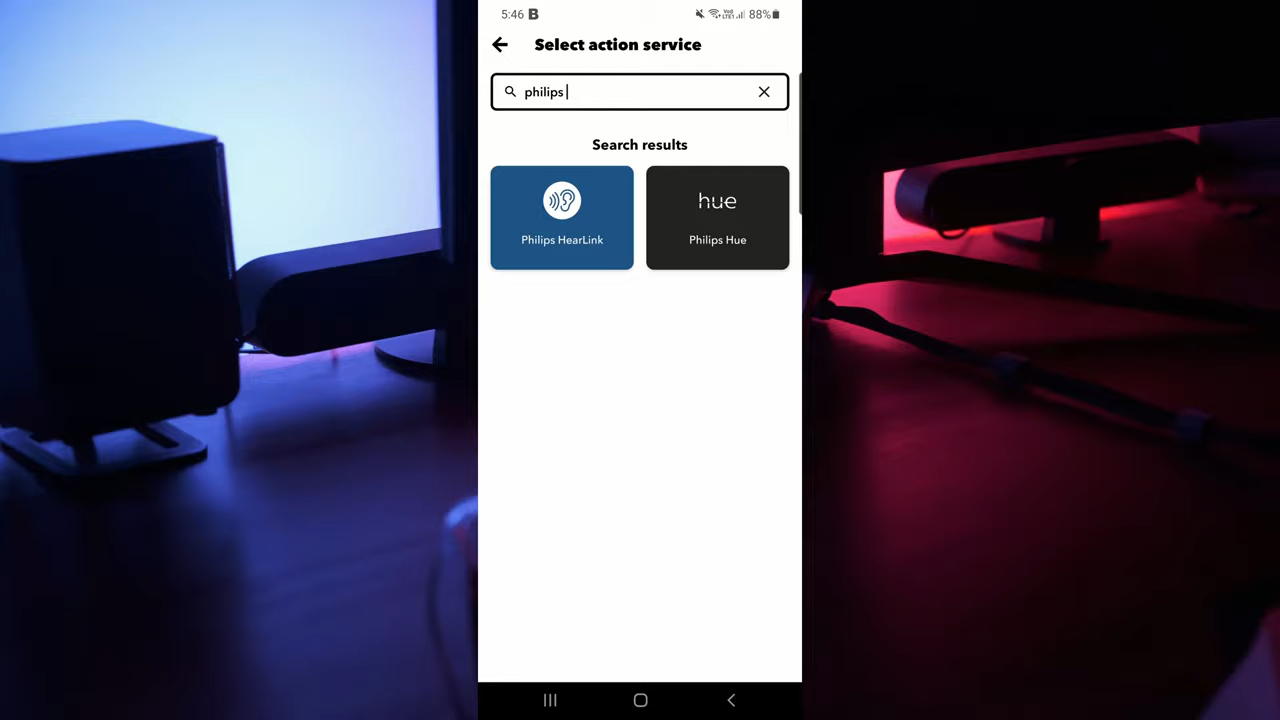 5:46 B 88%
Select action service
philips
Search results
hue
Philips HearLink
Philips Hue